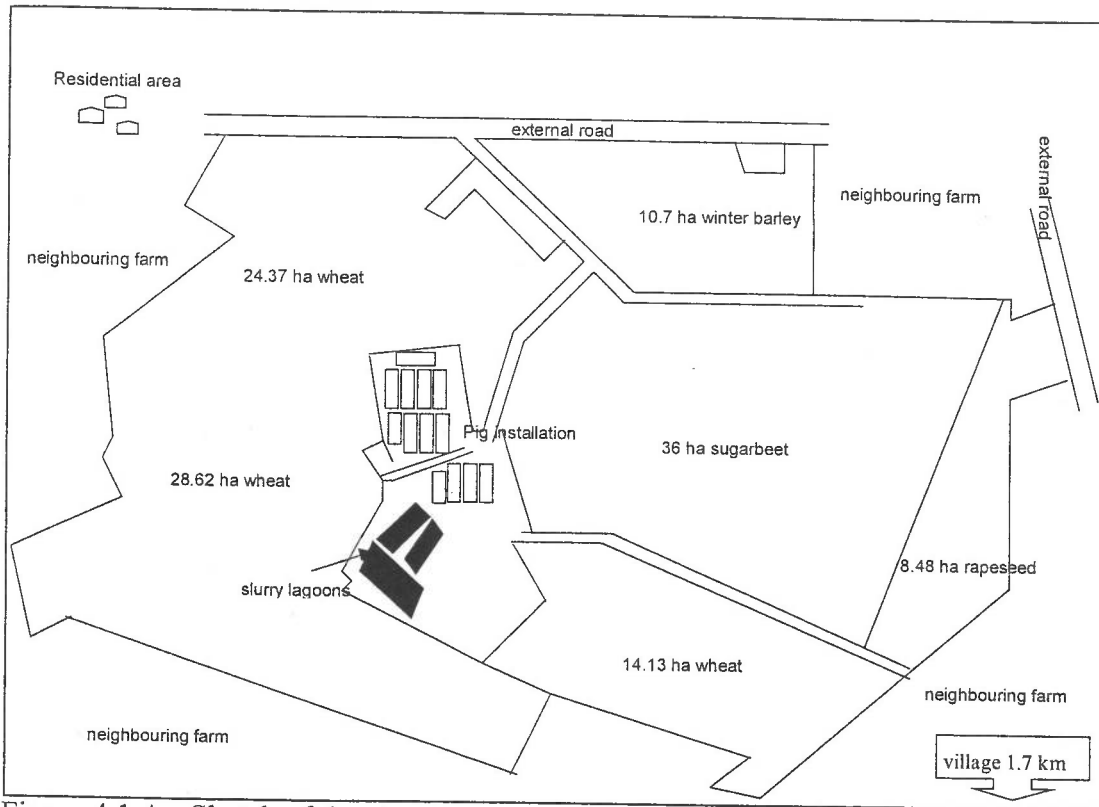 Residential area
external road
external road
neighbouring farm
10.7 ha winter barley
neighbouring farm
24.37 ha wheat
Pig installation
36 ha sugarbeet
28.62 ha wheat
8.48 ha rapeseed
slurry lagoons
14.13 ha wheat
neighbouring farm
neighbouring farm
village 1.7 km